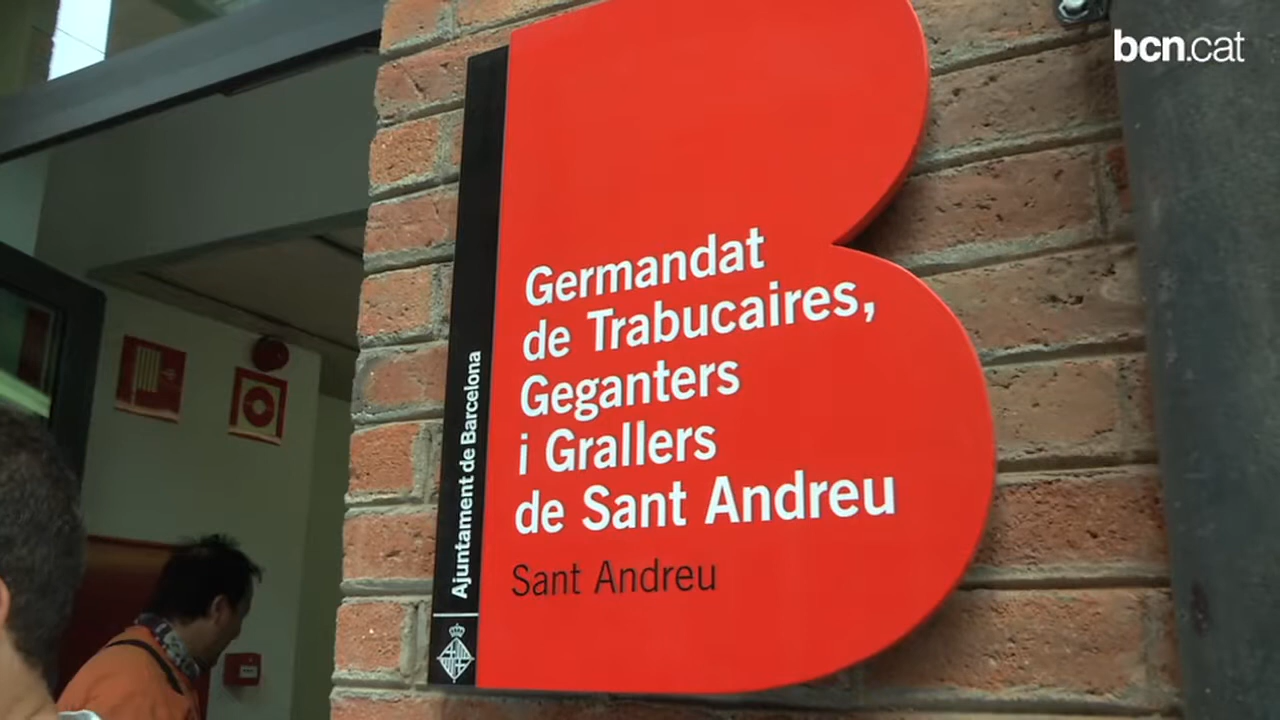 bcn.cat
Germandat
de Trabucaires,
Geganters
i Grallers
de Sant Andreu
Sant Andreu
Ajuntament de Barcelona